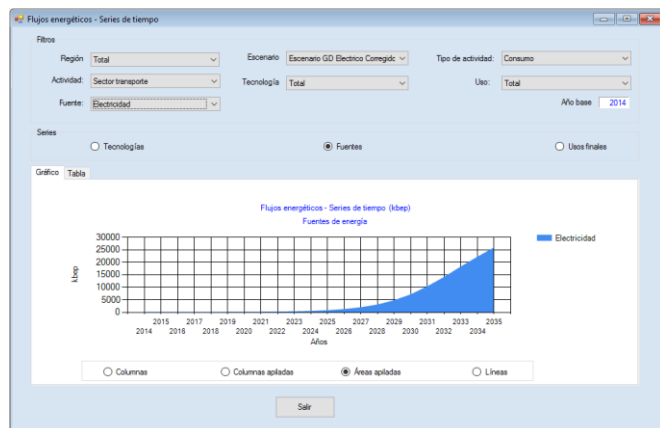 Flujos energéticos - Series de tiempo
Filtros
Región Total Escenario Escenario GD Electrico Corregido Tipo de actividad: Consumo
Actividad: Sector transporte Tecnología Total Uso: Total
Fuente: Electricidad Año base 2014
Series
Tecnologías Fuentes Usos finales
Gráfico Tabla
Flujos energéticos - Series de tiempo (kbep)
Fuentes de energía
Electricidad
30000
25000
20000
15000
10000
5000
0
kbep
2015 2017 2019 2021 2023 2025 2027 2029 2031 2033 2035
2014 2016 2018 2020 2022 2024 2026 2028 2030 2032 2034
Años
Columnas Columnas apiladas Áreas apiladas Líneas
Salir